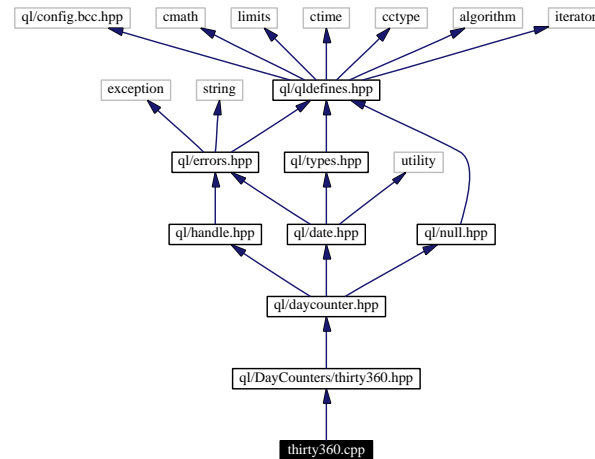 ql/config.bcc.hpp
cmath
limits
ctime
cctype
algorithm
iterator
exception
string
ql/qldefines.hpp
ql/errors.hpp
ql/types.hpp
utility
ql/handle.hpp
ql/date.hpp
ql/null.hpp
ql/daycounter.hpp
ql/DayCounters/thirty360.hpp
thirty360.cpp